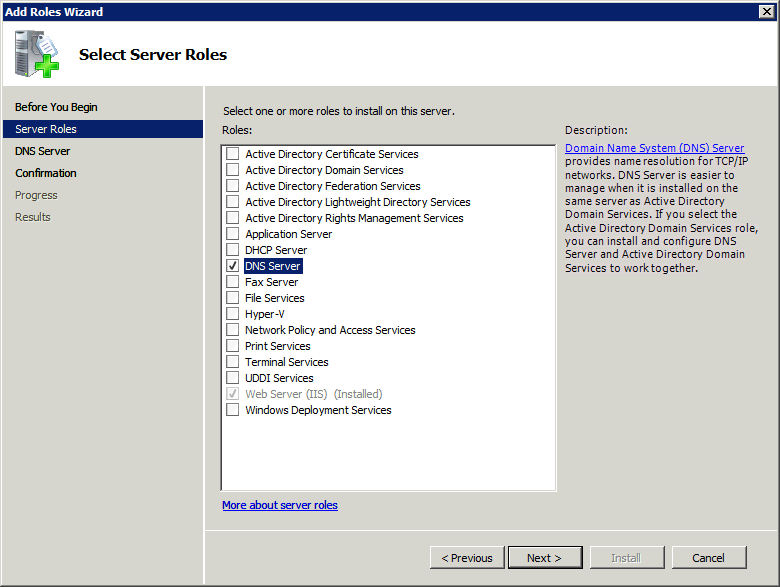 Add Roles Wizard
Select Server Roles
Before You Begin
Server Roles
DNS Server
Confirmation
Progress
Results
Select one or more roles to install on this server.
Roles:
Active Directory Certificate Services
Active Directory Domain Services
Active Directory Federation Services
Active Directory Lightweight Directory Services
Active Directory Rights Management Services
Application Server
DHCP Server
DNS Server
Fax Server
File Services
Hyper-V
Network Policy and Access Services
Print Services
Terminal Services
UDDI Services
Web Server (IIS) (Installed)
Windows Deployment Services
More about server roles
Description:
Domain Name System (DNS) Server
provides name resolution for TCP/IP
networks. DNS Server is easier to
manage when it is installed on the
same server as Active Directory
Domain Services. If you select the
Active Directory Domain Services role,
you can install and configure DNS
Server and Active Directory Domain
Services to work together.
< Previous
Next >
Install
Cancel